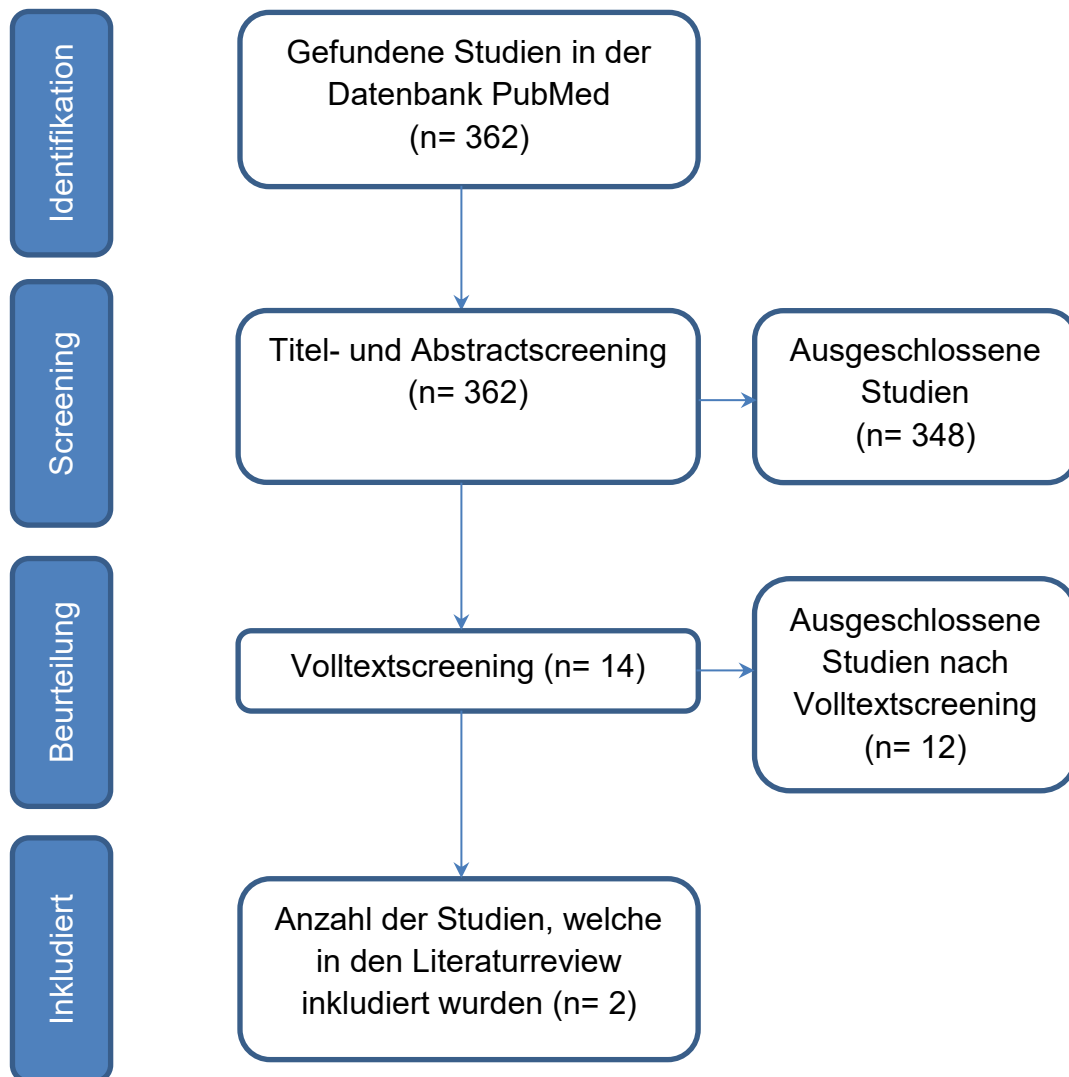 Identifikation
Gefundene Studien in der
Datenbank PubMed
(n= 362)
Screening
Titel- und Abstractscreening
(n= 362)
Ausgeschlossene
Studien
(n= 348)
Beurteilung
Volltextscreening (n= 14)
Ausgeschlossene
Studien nach
Volltextscreening
(n= 12)
Inkludiert
Anzahl der Studien, welche
in den Literaturreview
inkludiert wurden (n= 2)